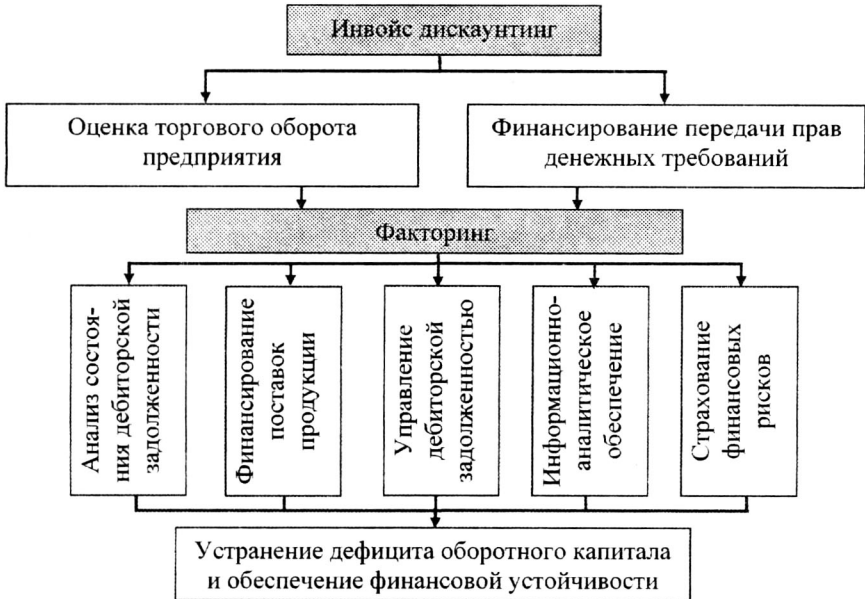 Инвойс дискаунтинг
Оценка торгового оборота
предприятия
Финансирование передачи прав
денежных требований
Факторинг
Анализ состоя-
ния дебиторской
задолженности
Финансирование
поставок
продукции
Управление
дебиторской
задолженностью
Информационно-
аналитическое
обеспечение
Страхование
финансовых
рисков
Устранение дефицита оборотного капитала
и обеспечение финансовой устойчивости